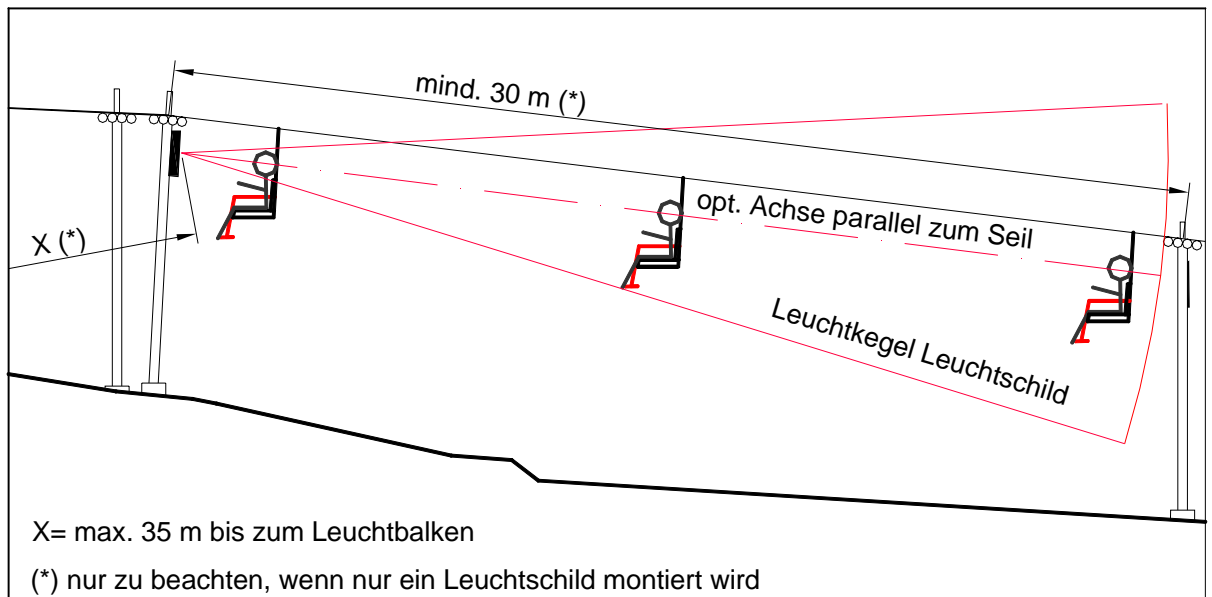 mind. 30 m (*)
X (*)
opt. Achse parallel zum Seil
Leuchtkegel Leuchtschild
X= max. 35 m bis zum Leuchtbalken
(*) nur zu beachten, wenn nur ein Leuchtschild montiert wird